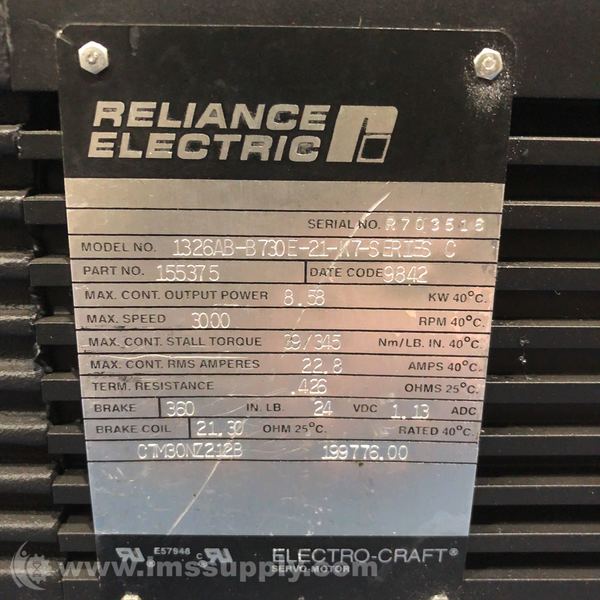 RELIANCE
ELECTRIC
SERIAL NO. R703518
MODEL NO. 1326AB-B730E-21-K7-SERIES C
PART NO. 155375 DATE CODE 9842
MAX. CONT. OUTPUT POWER 8.58 KW 40°C.
MAX. SPEED 3000 RPM 40°C.
MAX. CONT. STALL TORQUE 39/345 Nm/LB. IN. 40°C.
MAX. CONT. RMS AMPERES 22.8 AMPS 40°C.
TERM. RESISTANCE .426 OHMS 25°C.
BRAKE 360 IN. LB. 24 VDC 1.13 ADC
BRAKE COIL 21.30 OHM 25°C. RATED 40°C.
CTM30NZ212B 199776.00
E57948 C ELECTRO-CRAFT®
SERVO-MOTOR
www.imssupply.com